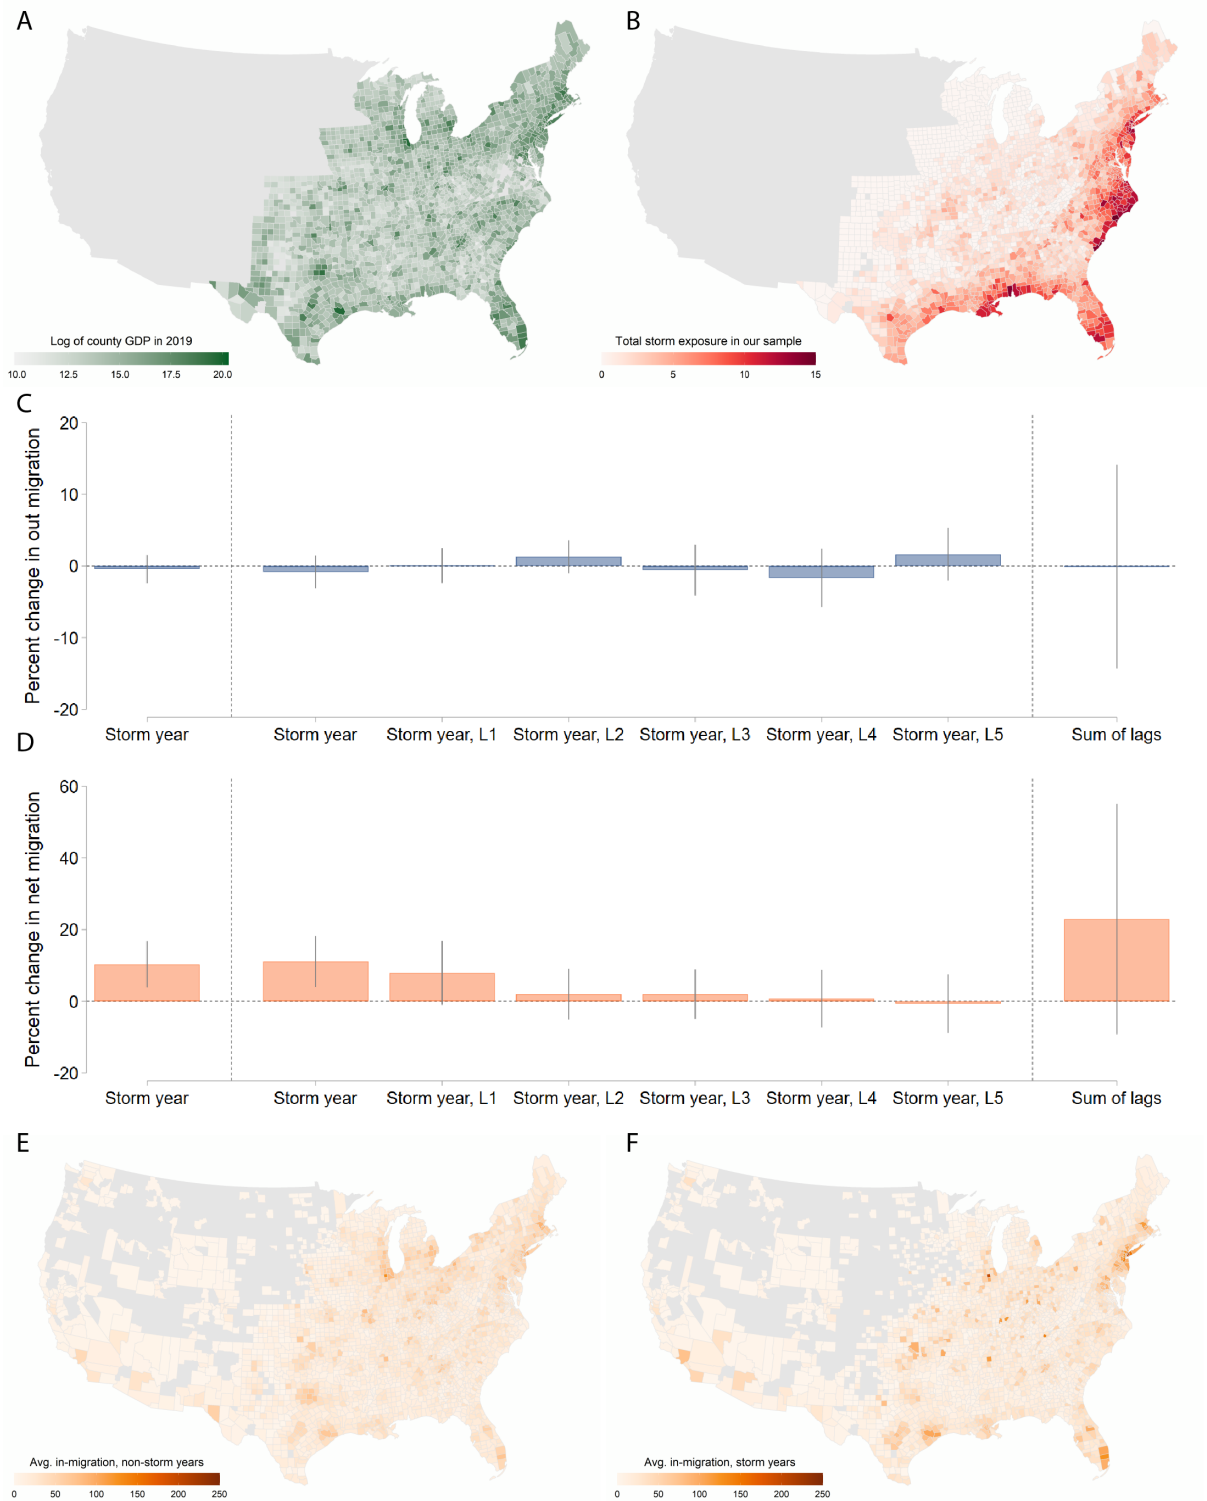 A
B
Log of county GDP in 2019
10.0 12.5 15.0 17.5 20.0
Total storm exposure in our sample
0 5 10 15
C
Percent change in out migration
20
10
0
-10
-20
Storm year Storm year Storm year, L1 Storm year, L2 Storm year, L3 Storm year, L4 Storm year, L5 Sum of lags
D
Percent change in net migration
60
40
20
0
-20
Storm year Storm year Storm year, L1 Storm year, L2 Storm year, L3 Storm year, L4 Storm year, L5 Sum of lags
E
F
Avg. in-migration, non-storm years
0 50 100 150 200 250
Avg. in-migration, storm years
0 50 100 150 200 250